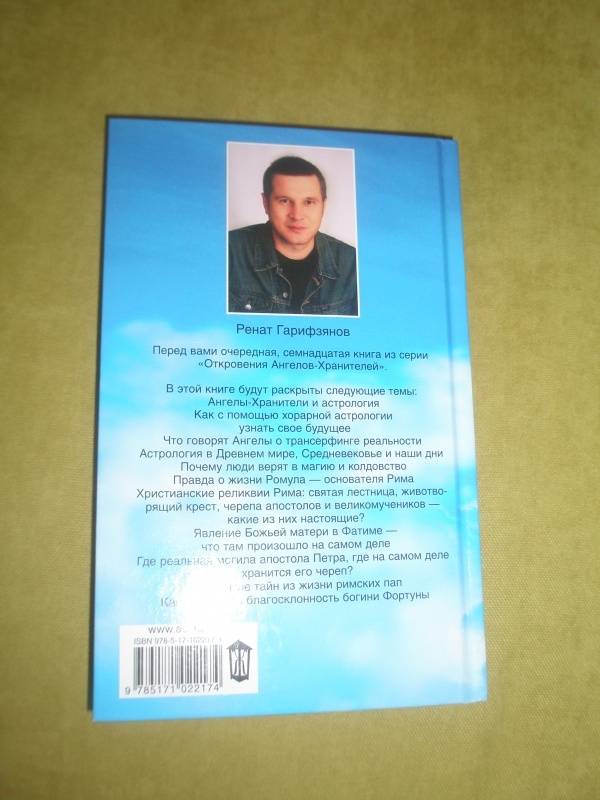 Ренат Гарифзянов
Перед вами очередная, семнадцатая книга из серии
«Откровения Ангелов-Хранителей».
В этой книге будут раскрыты следующие темы:
Ангелы-Хранители и астрология
Как с помощью хорарной астрологии
узнать свое будущее
Что говорят Ангелы о трансерфинге реальности
Астрология в Древнем мире, Средневековье и наши дни
Почему люди верят в магию и колдовство
Правда о жизни Ромула — основателя Рима
Христианские реликвии Рима: святая лестница, животво-
рящий крест, черепа апостолов и великомучеников —
какие из них настоящие?
Явление Божьей матери в Фатиме —
что там произошло на самом деле
Где реальная могила апостола Петра, где на самом деле
хранится его череп?
тайн из жизни римских пап
благосклонность богини Фортуны
ISBN 978-5-17-
9 785171 022174